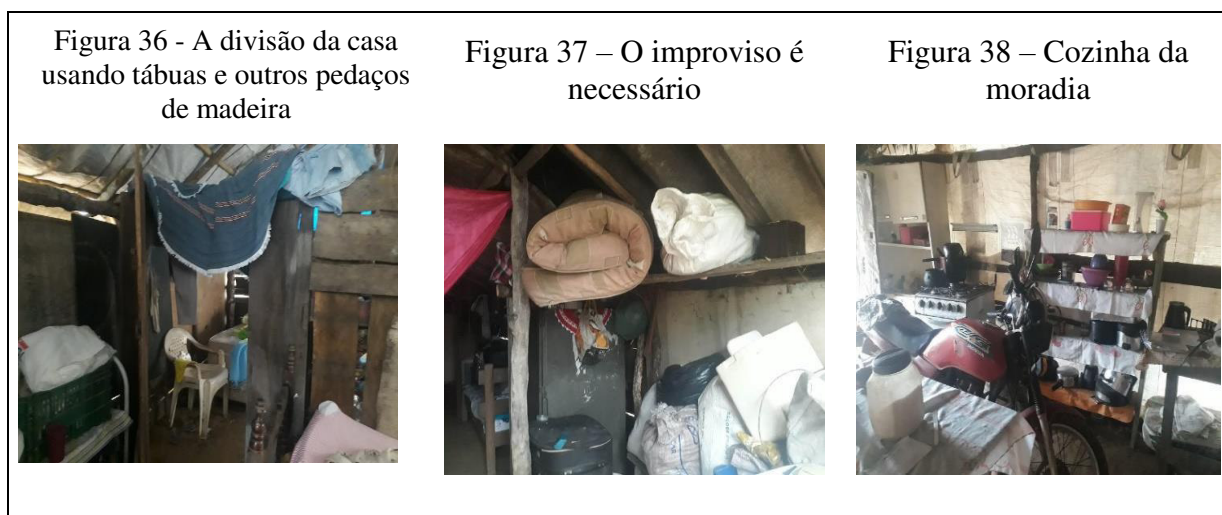 Figura 36 - A divisão da casa
usando tábuas e outros pedaços
de madeira
Figura 37 – O improviso é
necessário
Figura 38 – Cozinha da
moradia